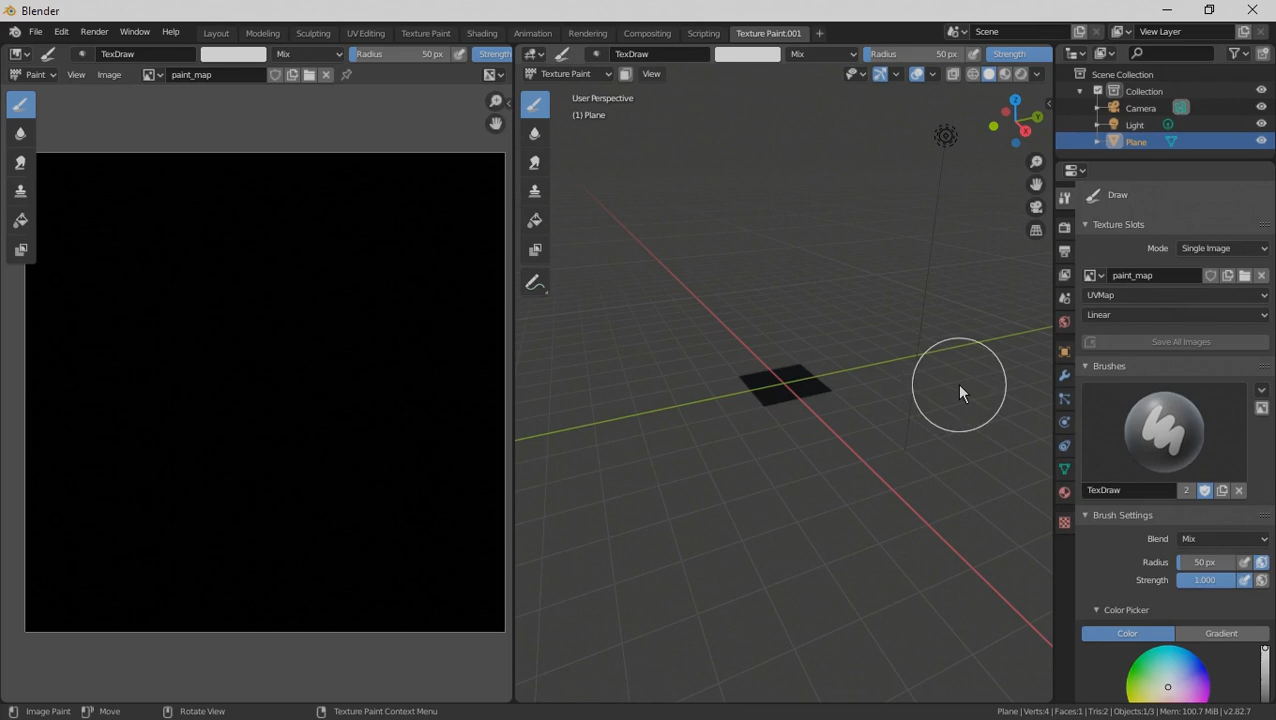 Blender
File Edit Render Window Help Layout Modeling Sculpting UV Editing Texture Paint Shading Animation Rendering Compositing Scripting Texture Paint.001 Scene View Layer
TexDraw Mix Radius 50 px Strength TexDraw Mix Radius 50 px Strength
Paint View Image paint_map Texture Paint View
User Perspective
(1) Plane
Z
Y
X
Scene Collection
Collection
Camera
Light
Plane
Draw
Texture Slots
Mode Single Image
paint_map
UVMap
Linear
Save All Images
Brushes
TexDraw 2
Brush Settings
Blend Mix
Radius 50 px
Strength 1.000
Color Picker
Color Gradient
Image Paint Move Rotate View Texture Paint Context Menu Plane | Verts:4 | Faces:1 | Tris:2 | Objects:1/3 | Mem: 100.7 MiB | v2.82.7